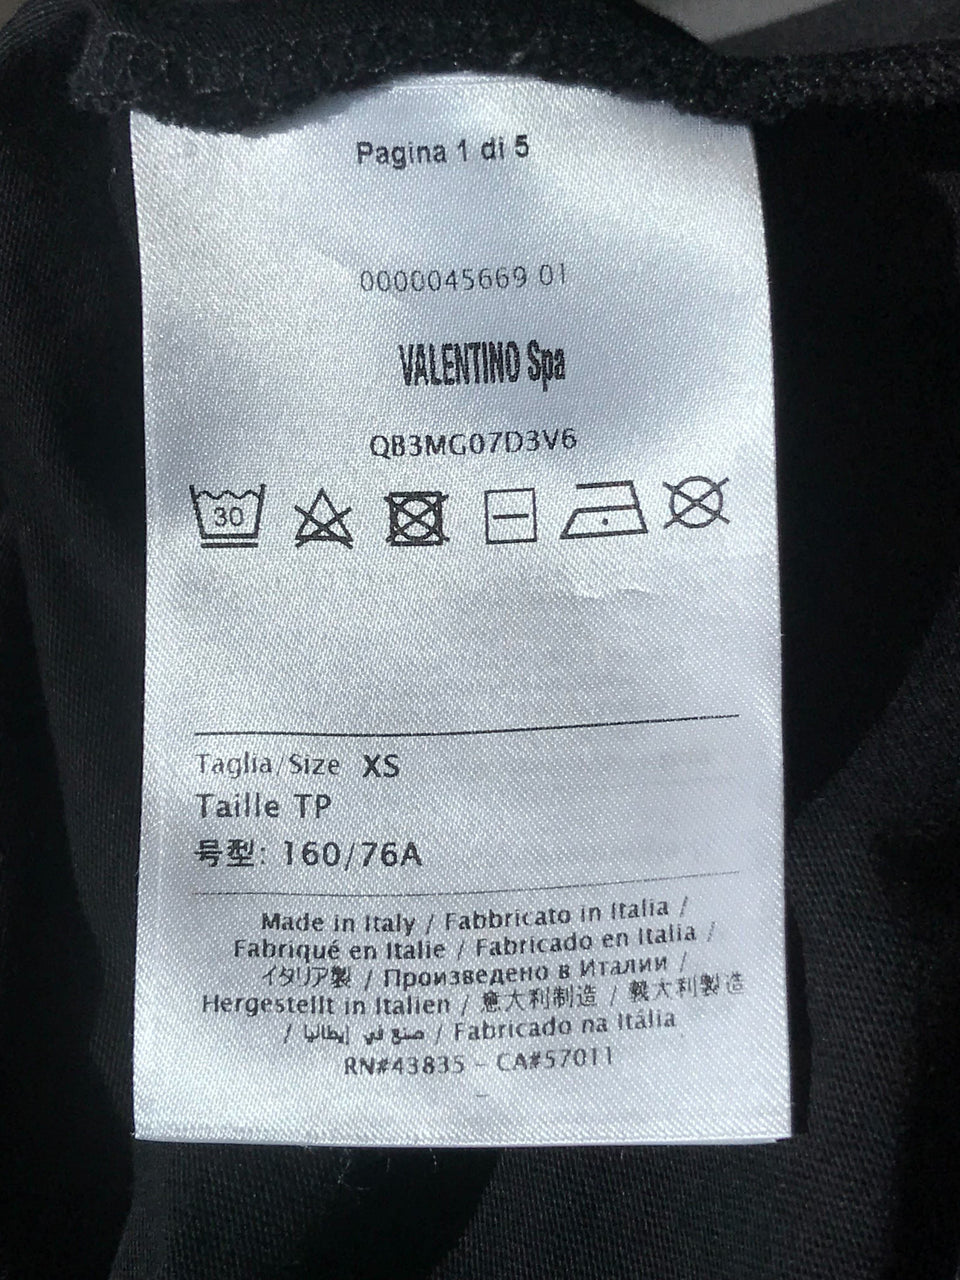 Pagina 1 di 5
0000045669 01
VALENTINO Spa
QB3MG07D3V6
30
Taglia/Size XS
Taille TP
号型: 160/76A
Made in Italy / Fabbricato in Italia /
Fabriqué en Italie / Fabricado en Italia /
イタリア製 / Произведено в Италии /
Hergestellt in Italien / 意大利制造 / 義大利製造
/ صنع في إيطاليا / Fabricado na Itália
RN#43835 - CA#57011